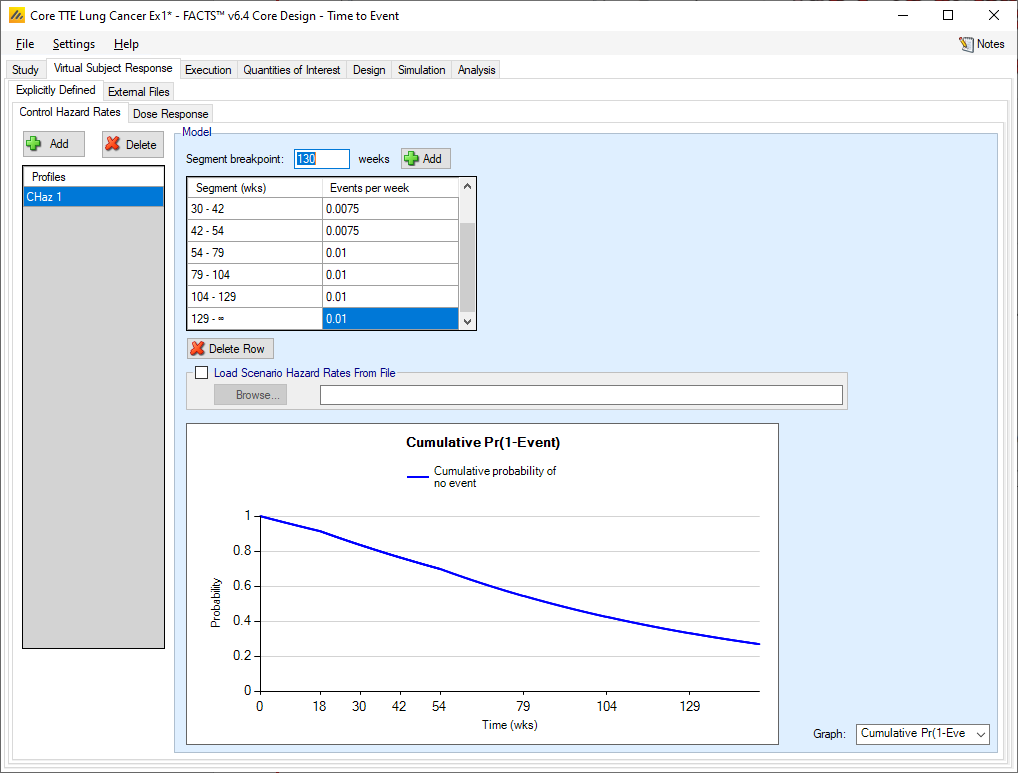 Core TTE Lung Cancer Ex1* - FACTS™ v6.4 Core Design - Time to Event
File Settings Help Notes
Study Virtual Subject Response Execution Quantities of Interest Design Simulation Analysis
Explicitly Defined External Files
Control Hazard Rates Dose Response
Add Delete
Profiles
CHaz 1
Model
Segment breakpoint: 130 weeks Add
Segment (wks) Events per week
30 - 42 0.0075
42 - 54 0.0075
54 - 79 0.01
79 - 104 0.01
104 - 129 0.01
129 - ∞ 0.01
Delete Row
Load Scenario Hazard Rates From File
Browse...
Cumulative Pr(1-Event)
Cumulative probability of
no event
1
0.8
0.6
0.4
0.2
0
Probability
0 18 30 42 54 79 104 129
Time (wks)
Graph: Cumulative Pr(1-Eve